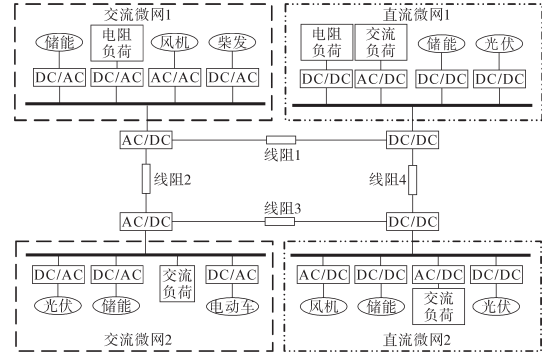 交流微网1
直流微网1
储能
电阻
负荷
风机
柴发
电阻
负荷
交流
负荷
储能
光伏
DC/AC
DC/AC
AC/AC
DC/AC
DC/DC
AC/DC
DC/DC
DC/DC
AC/DC
线阻1
DC/DC
线阻2
线阻4
AC/DC
线阻3
DC/DC
DC/AC
DC/AC
交流
负荷
DC/AC
AC/DC
DC/DC
AC/DC
DC/DC
光伏
储能
电动车
风机
储能
交流
负荷
光伏
交流微网2
直流微网2